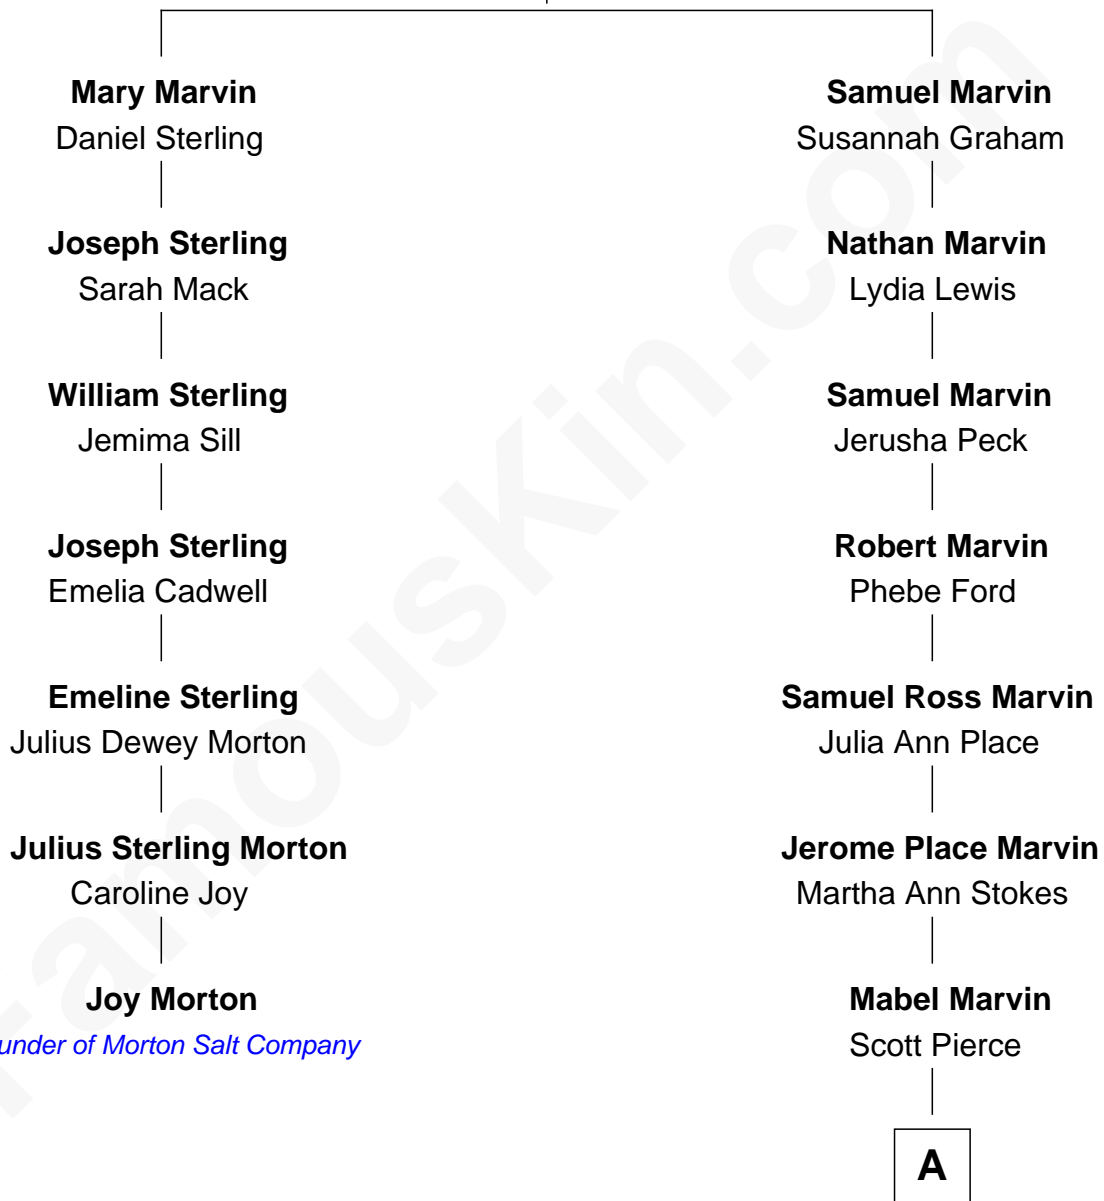 Mary Marvin
Daniel Sterling
Samuel Marvin
Susannah Graham
Joseph Sterling
Sarah Mack
Nathan Marvin
Lydia Lewis
William Sterling
Jemima Sill
Samuel Marvin
Jerusha Peck
Joseph Sterling
Emelia Cadwell
Robert Marvin
Phebe Ford
Emeline Sterling
Julius Dewey Morton
Samuel Ross Marvin
Julia Ann Place
Julius Sterling Morton
Caroline Joy
Jerome Place Marvin
Martha Ann Stokes
Joy Morton
under of Morton Salt Company
Mabel Marvin
Scott Pierce
A
FamousKin.com